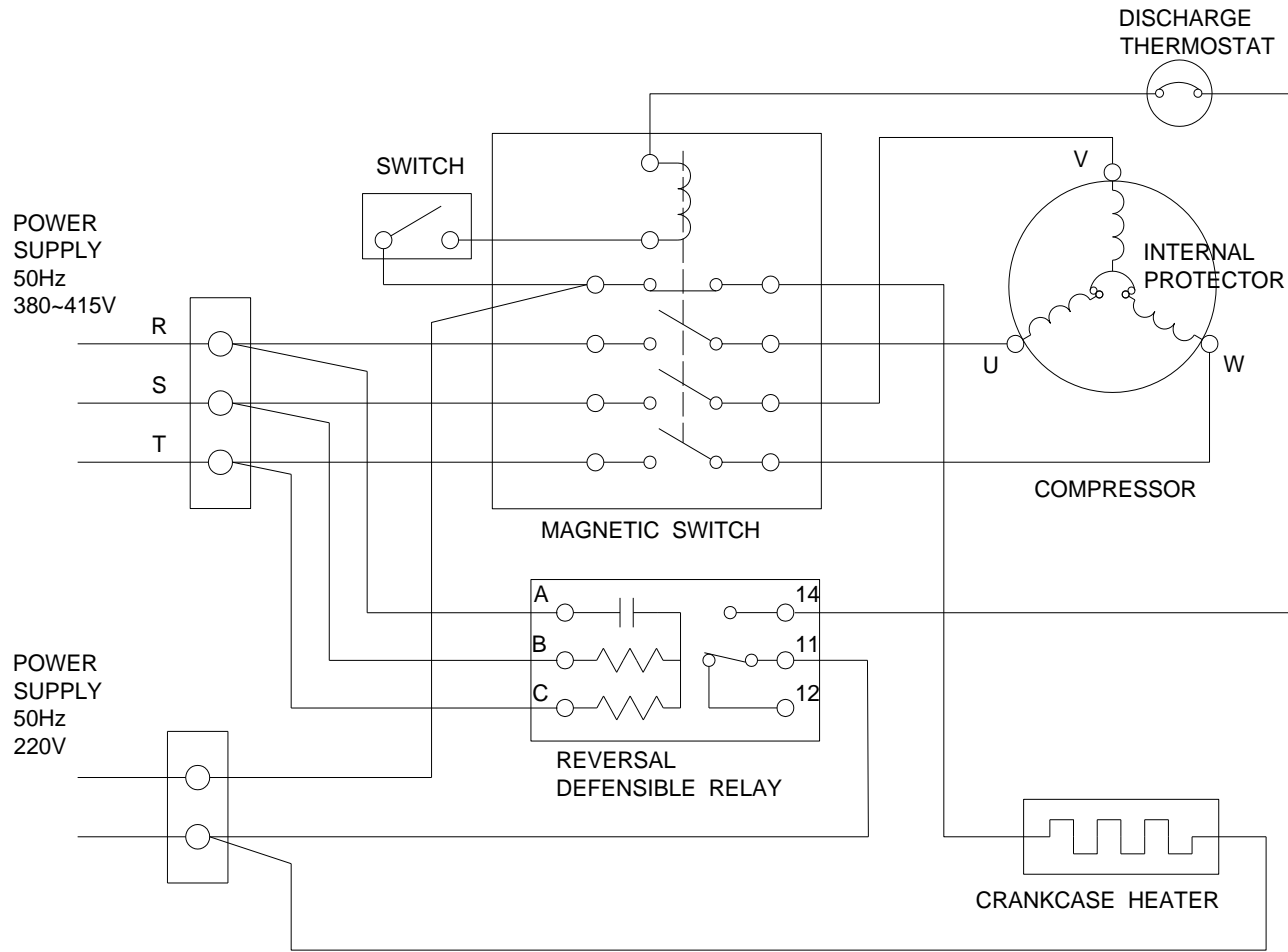 DISCHARGE
THERMOSTAT
SWITCH
V
POWER
SUPPLY
50Hz
380~415V
INTERNAL
PROTECTOR
R
U
W
S
T
COMPRESSOR
MAGNETIC SWITCH
A
14
B
11
C
12
POWER
SUPPLY
50Hz
220V
REVERSAL
DEFENSIBLE RELAY
CRANKCASE HEATER